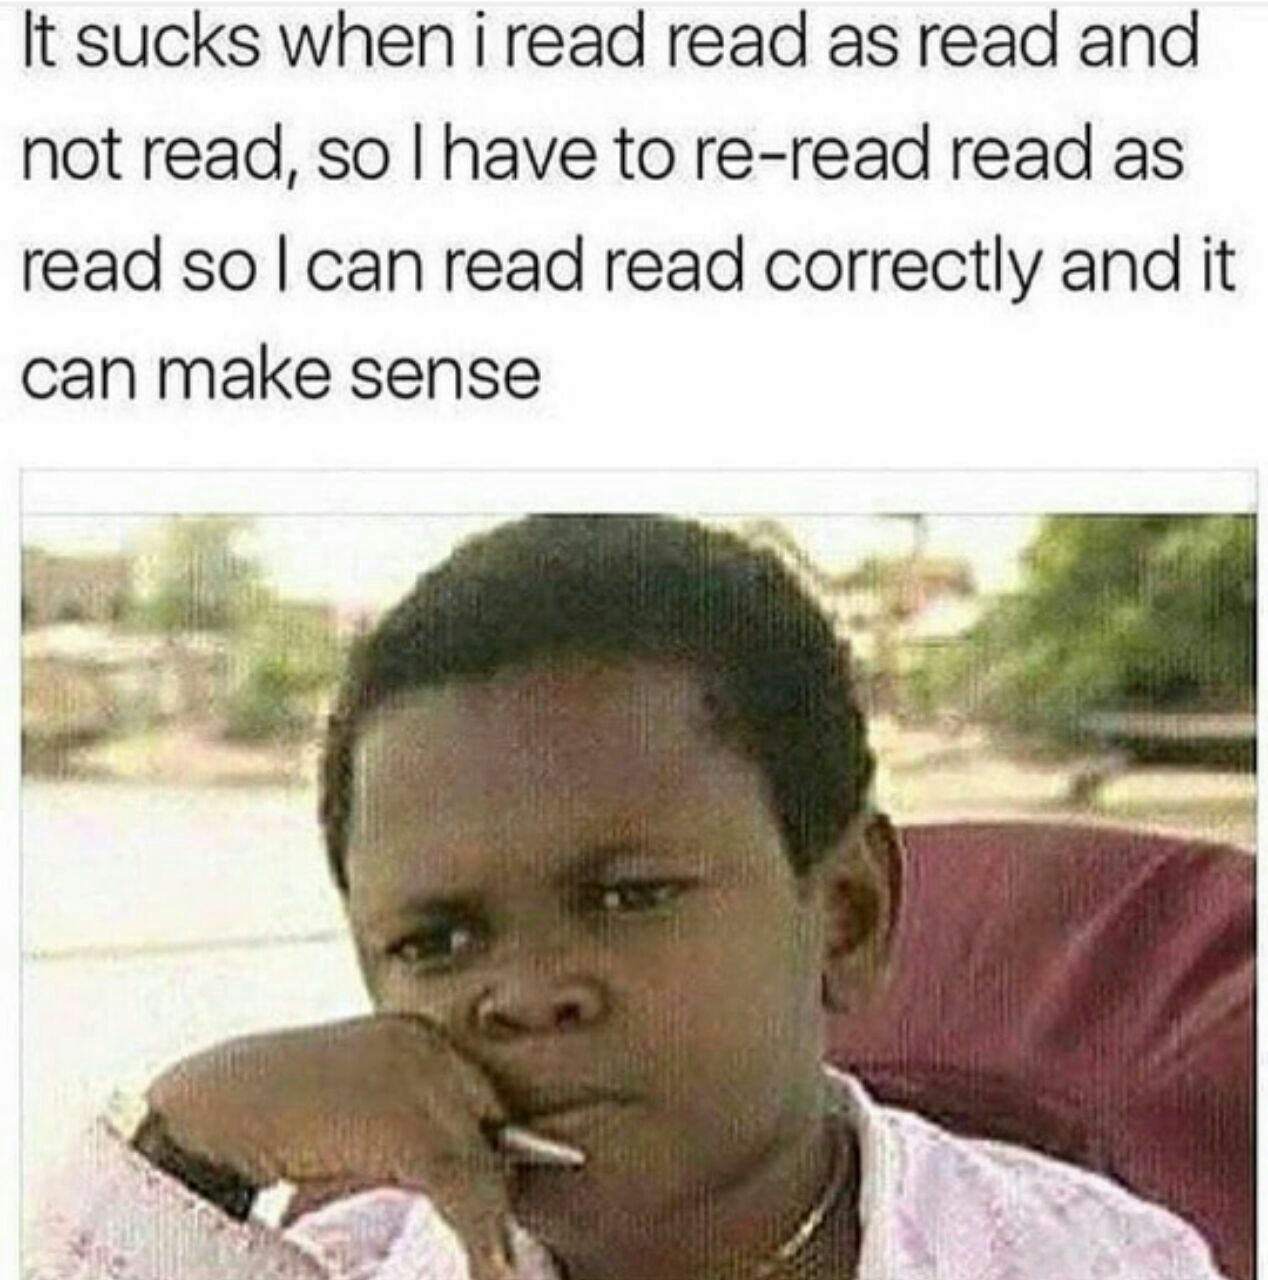 It sucks when i read read as read and
not read, so I have to re-read read as
read so I can read read correctly and it
can make sense